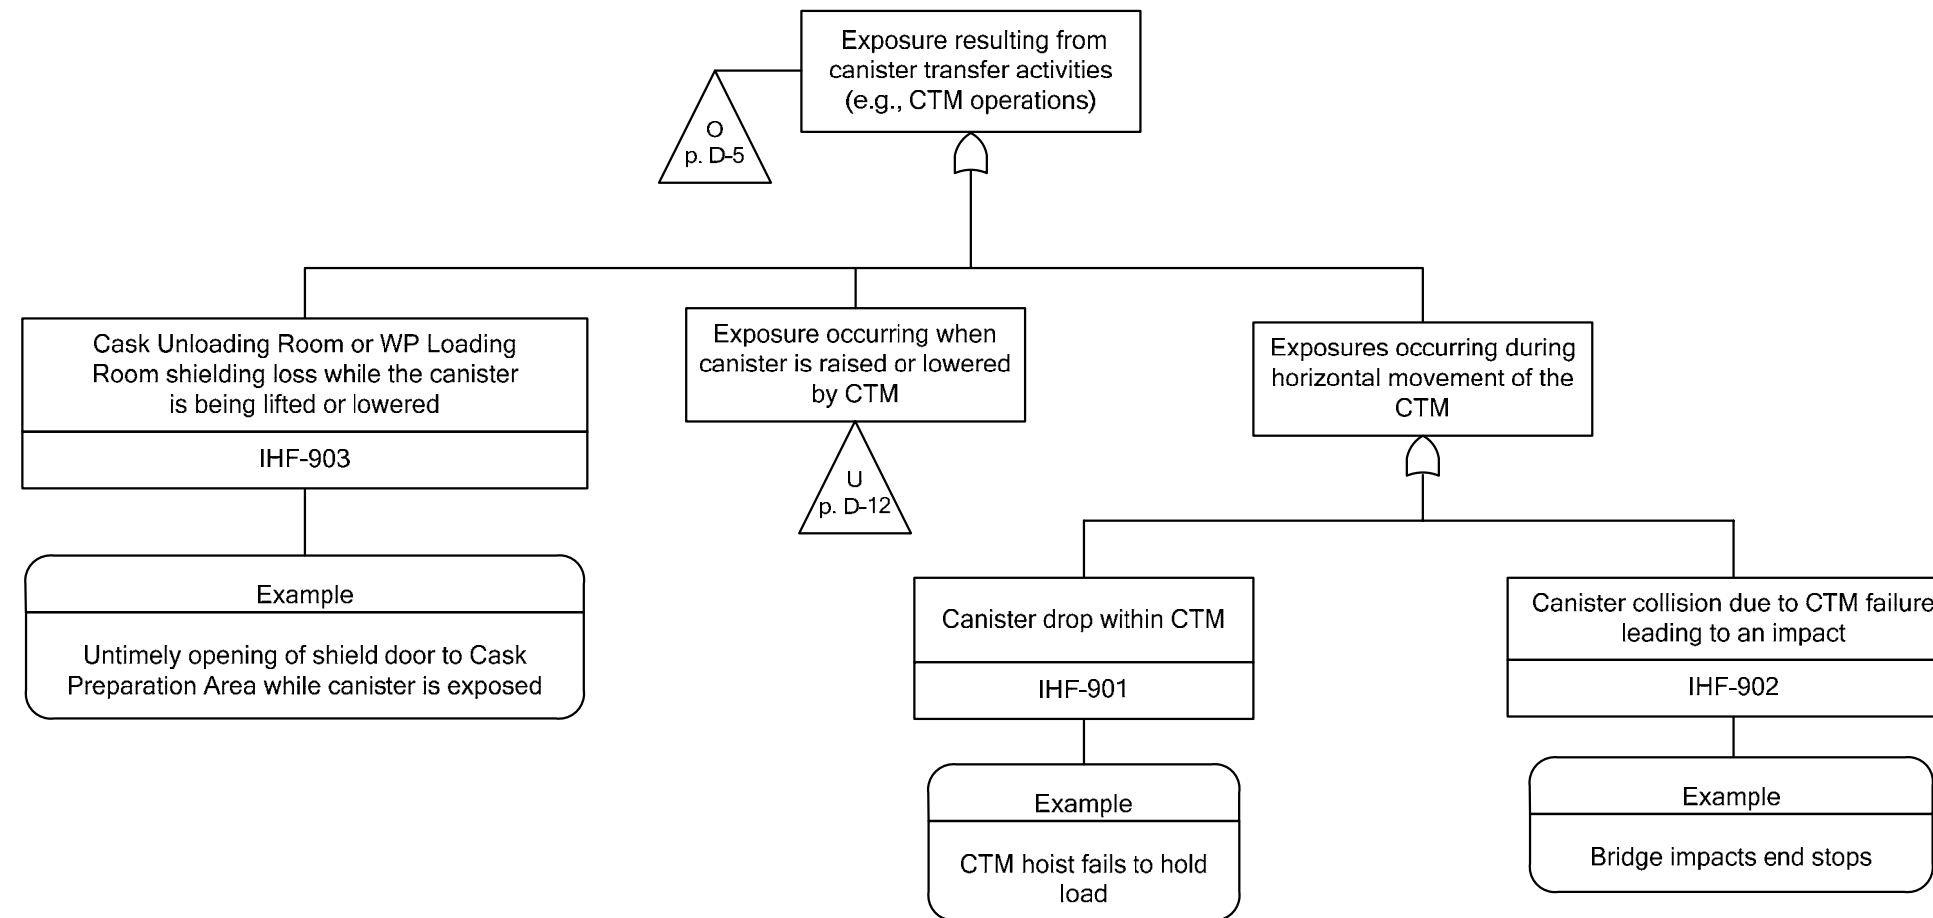 Exposure resulting from
canister transfer activities
(e.g., CTM operations)
O
p. D-5
Cask Unloading Room or WP Loading
Room shielding loss while the canister
is being lifted or lowered
IHF-903
Example
Untimely opening of shield door to Cask
Preparation Area while canister is exposed
Exposure occurring when
canister is raised or lowered
by CTM
U
p. D-12
Exposures occurring during
horizontal movement of the
CTM
Canister drop within CTM
IHF-901
Example
CTM hoist fails to hold
load
Canister collision due to CTM failure
leading to an impact
IHF-902
Example
Bridge impacts end stops